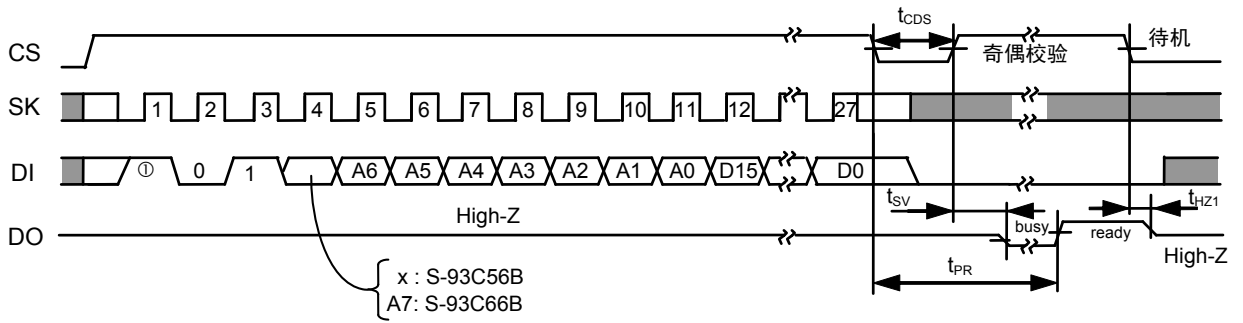 CS tCDS 奇偶校验 待机
SK 1 2 3 4 5 6 7 8 9 10 11 12 27
DI ① 0 1 A6 A5 A4 A3 A2 A1 A0 D15 D0
tSV tHZ1
High-Z busy ready
DO High-Z
tPR
x : S-93C56B
A7: S-93C66B